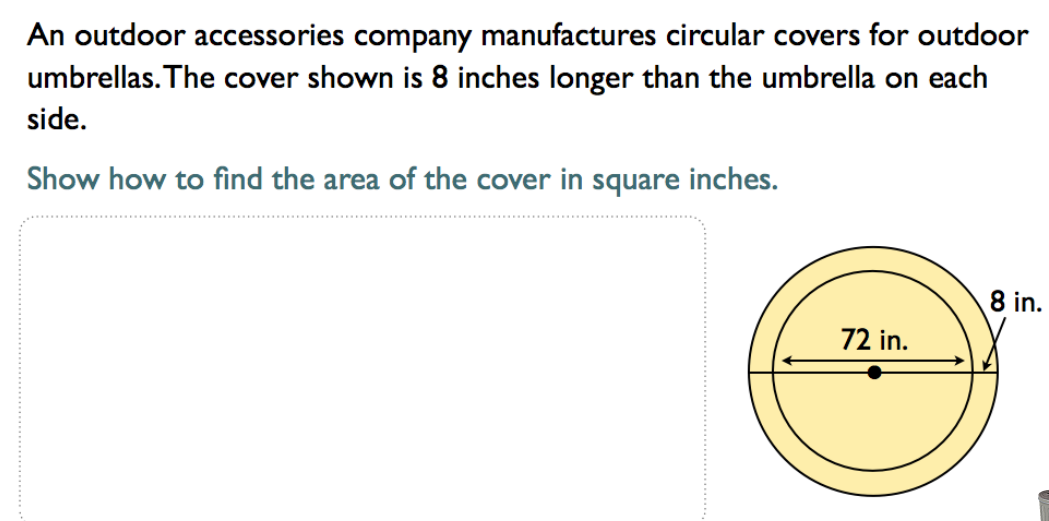 An outdoor accessories company manufactures circular covers for outdoor
umbrellas. The cover shown is 8 inches longer than the umbrella on each
side.
Show how to find the area of the cover in square inches.
8 in.
72 in.